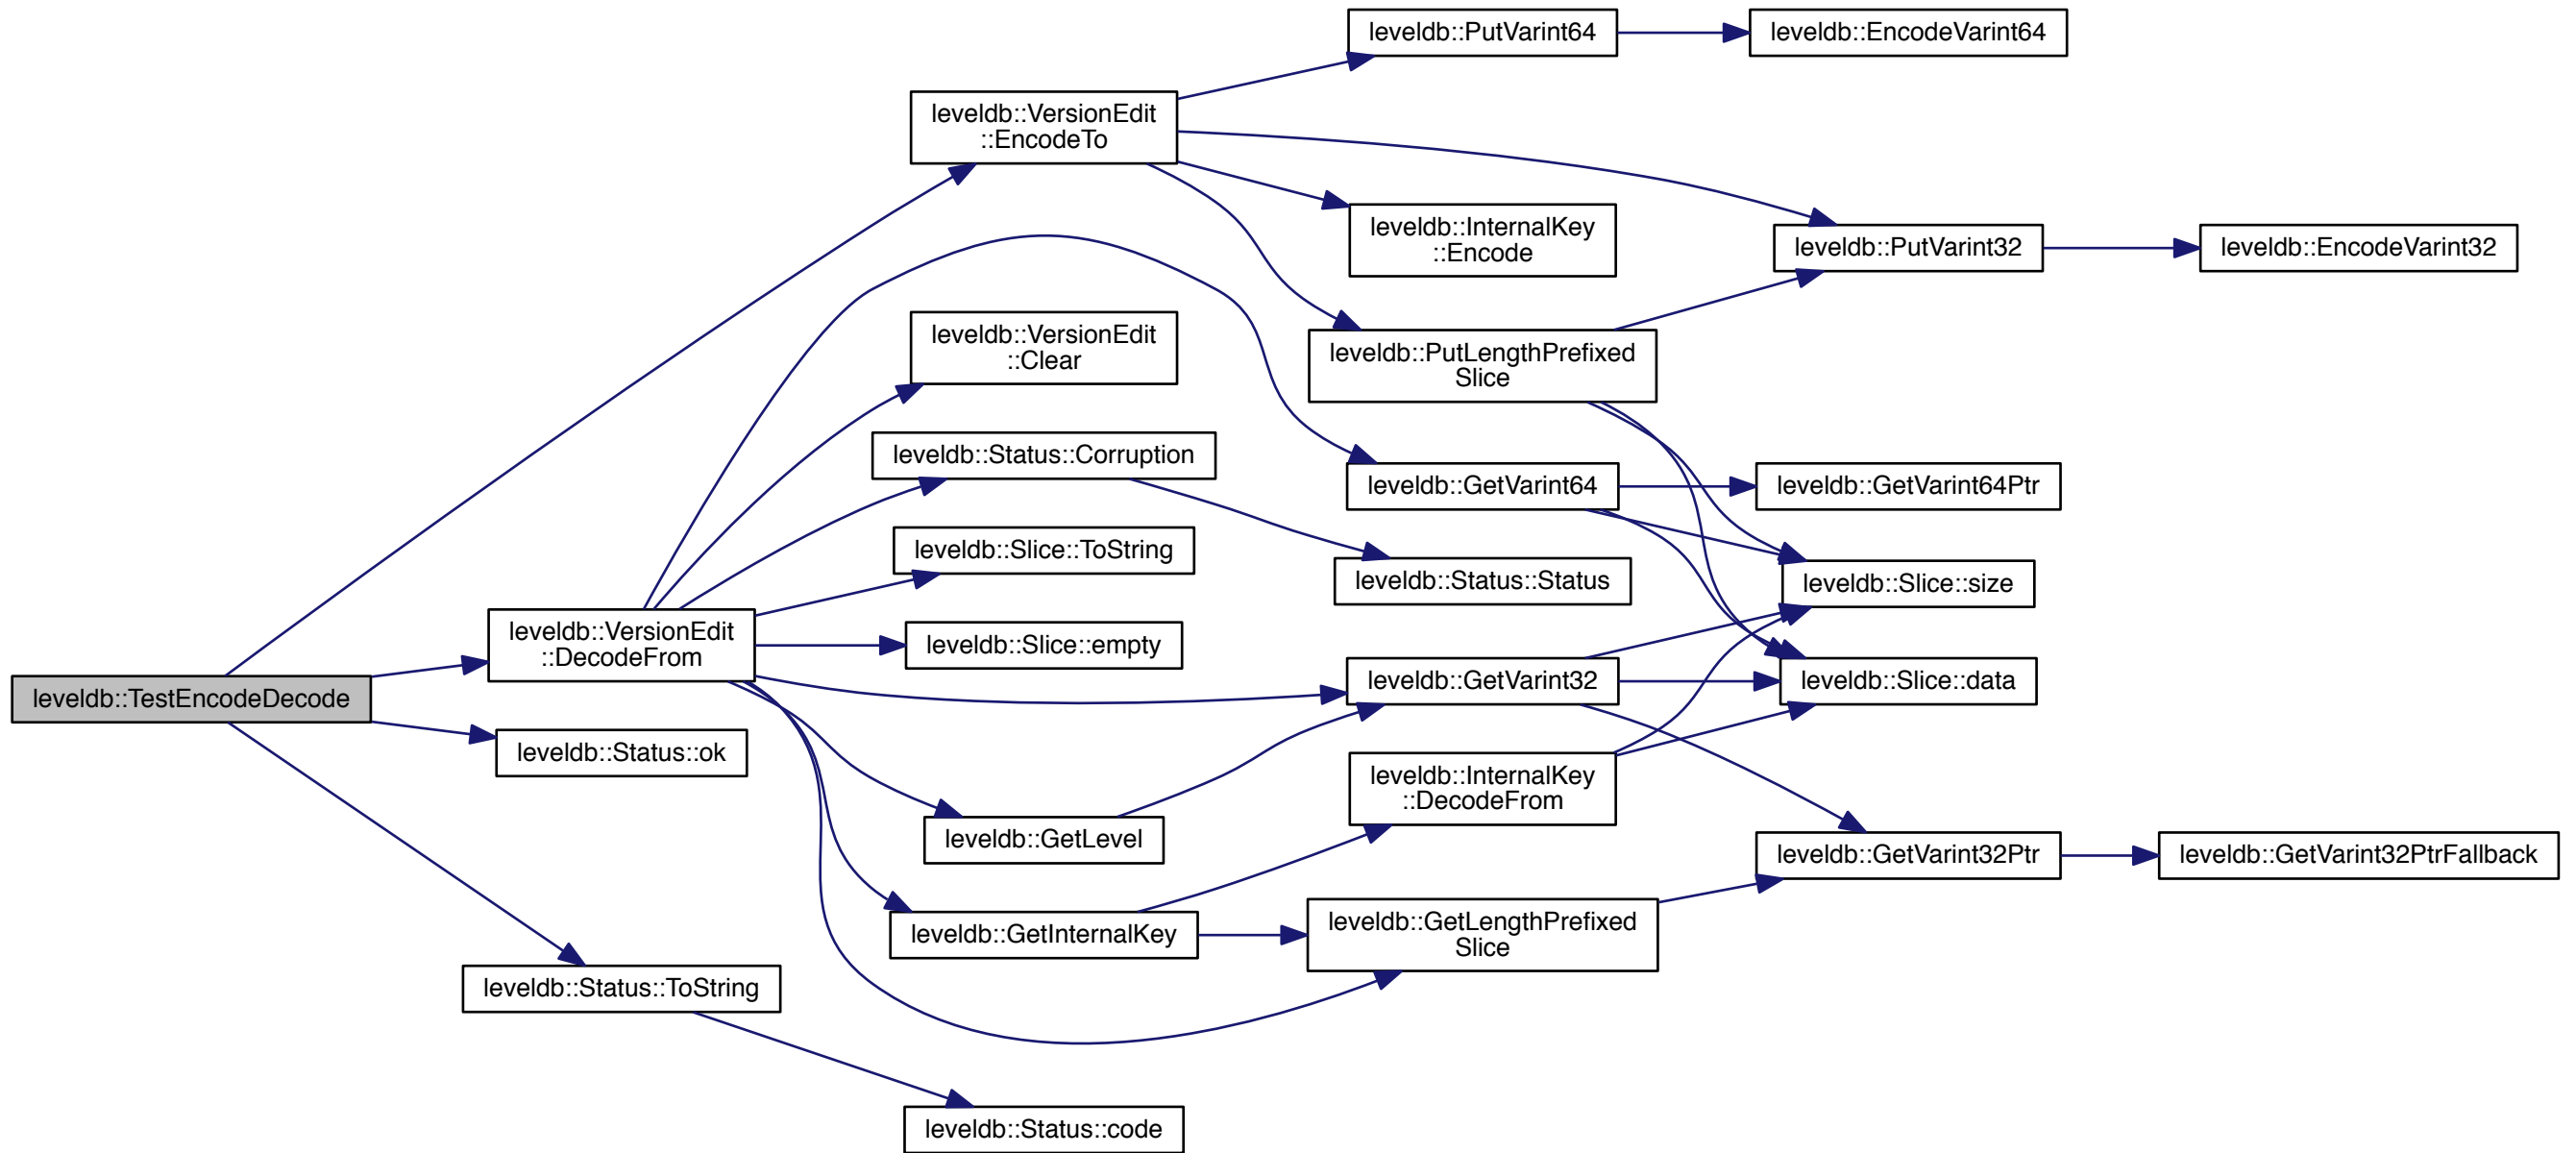 leveldb::PutVarint64
leveldb::EncodeVarint64
leveldb::VersionEdit
::EncodeTo
leveldb::InternalKey
::Encode
leveldb::PutVarint32
leveldb::EncodeVarint32
leveldb::VersionEdit
::Clear
leveldb::PutLengthPrefixed
Slice
leveldb::Status::Corruption
leveldb::GetVarint64
leveldb::GetVarint64Ptr
leveldb::Slice::ToString
leveldb::Status::Status
leveldb::Slice::size
leveldb::VersionEdit
::DecodeFrom
leveldb::Slice::empty
leveldb::GetVarint32
leveldb::Slice::data
leveldb::TestEncodeDecode
leveldb::Status::ok
leveldb::InternalKey
::DecodeFrom
leveldb::GetLevel
leveldb::GetVarint32Ptr
leveldb::GetVarint32PtrFallback
leveldb::GetInternalKey
leveldb::GetLengthPrefixed
Slice
leveldb::Status::ToString
leveldb::Status::code